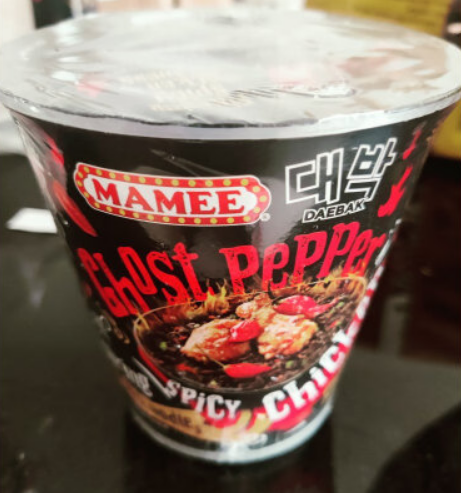 MAMEE
대박
DAEBAK
Ghost Pepper
SPiCY Chicken